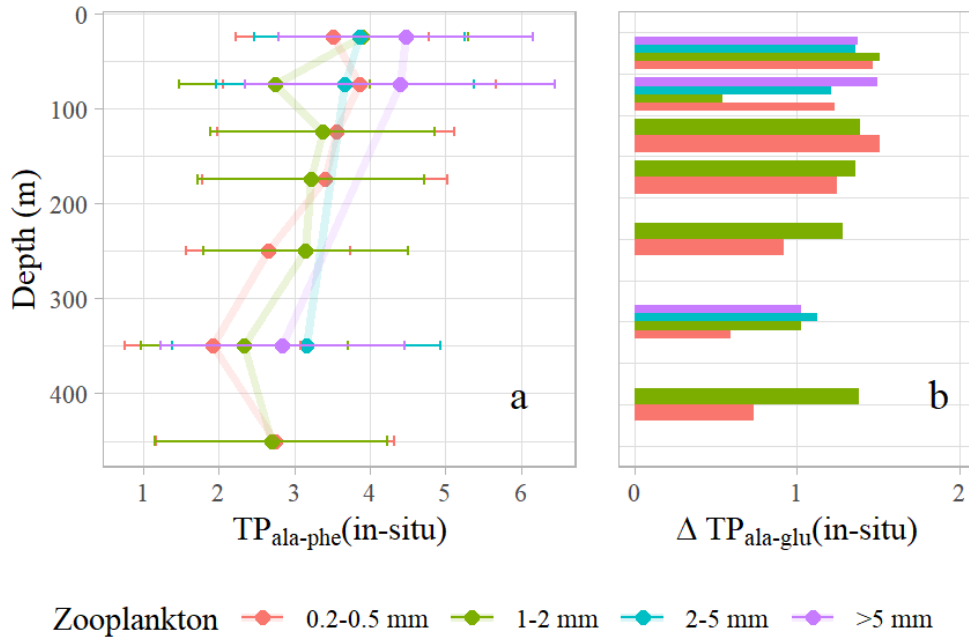 0
100
200
300
400
Depth (m)
a
b
1 2 3 4 5 6
0 1 2
TPala-phe(in-situ)
Δ TPala-glu(in-situ)
Zooplankton 0.2-0.5 mm 1-2 mm 2-5 mm >5 mm